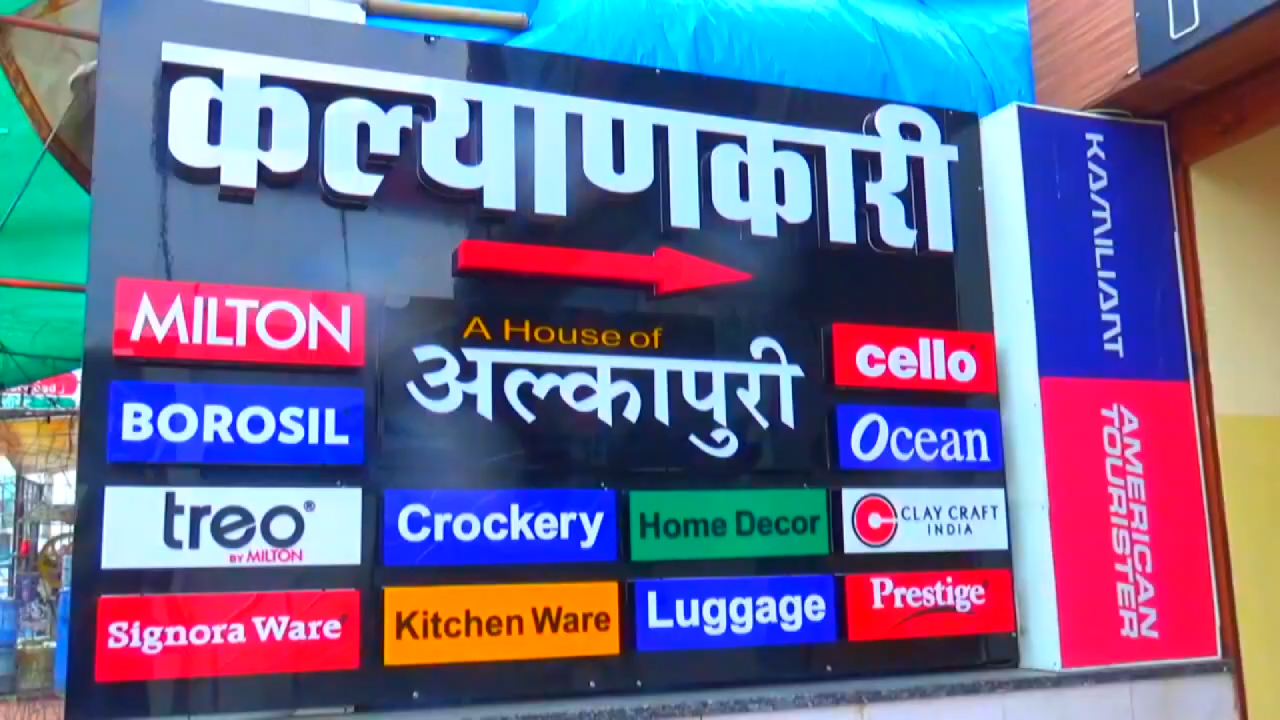 कल्याणकारी
MILTON
A House of
अल्कापुरी
cello
BOROSIL
Ocean
treo®
BY MILTON
Crockery
Home Decor
CLAY CRAFT
INDIA
Signora Ware
Kitchen Ware
Luggage
Prestige
KAMILIANT
AMERICAN
TOURISTER